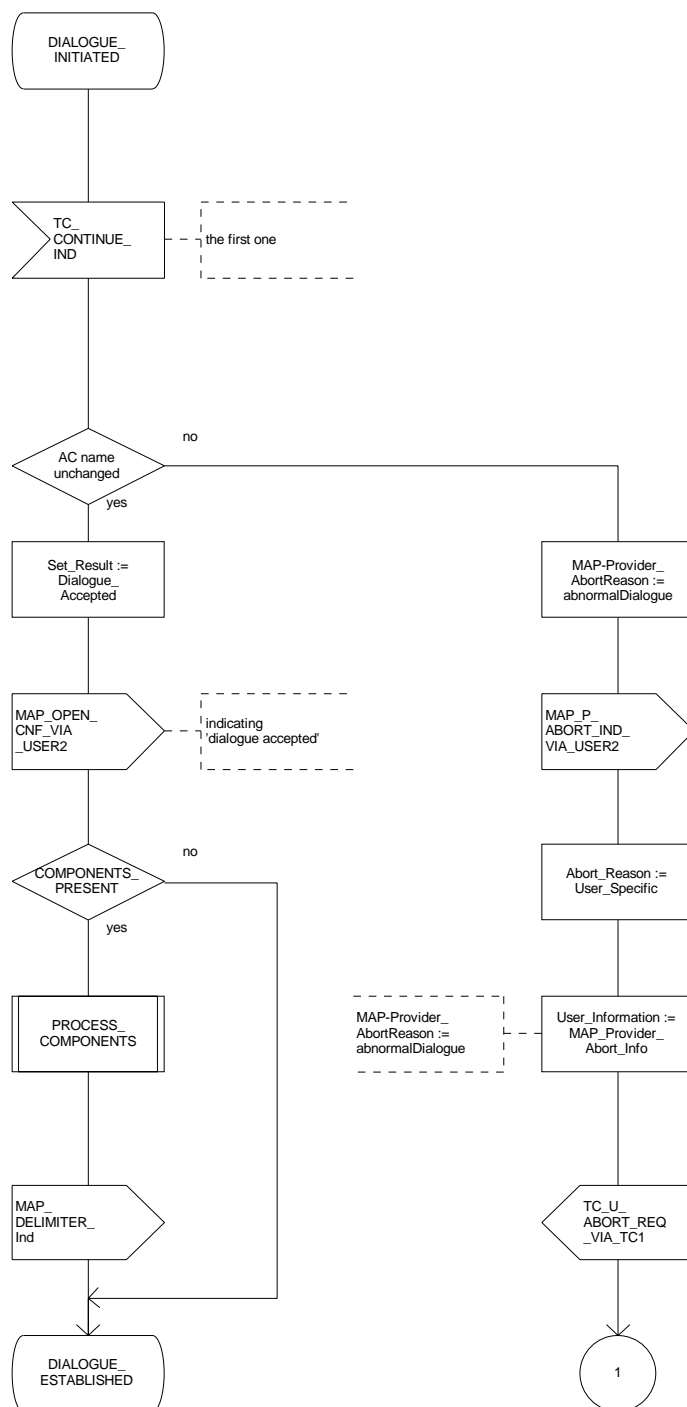 DIALOGUE_
INITIATED
TC_
CONTINUE_
IND
the first one
AC name
unchanged
no
yes
Set_Result :=
Dialogue_
Accepted
MAP-Provider_
AbortReason :=
abnormalDialogue
MAP_OPEN_
CNF_VIA
_USER2
indicating
'dialogue accepted'
MAP_P_
ABORT_IND_
VIA_USER2
COMPONENTS_
PRESENT
no
yes
Abort_Reason :=
User_Specific
PROCESS_
COMPONENTS
MAP-Provider_
AbortReason :=
abnormalDialogue
User_Information :=
MAP_Provider_
Abort_Info
MAP_
DELIMITER_
Ind
TC_U_
ABORT_REQ
_VIA_TC1
DIALOGUE_
ESTABLISHED
1